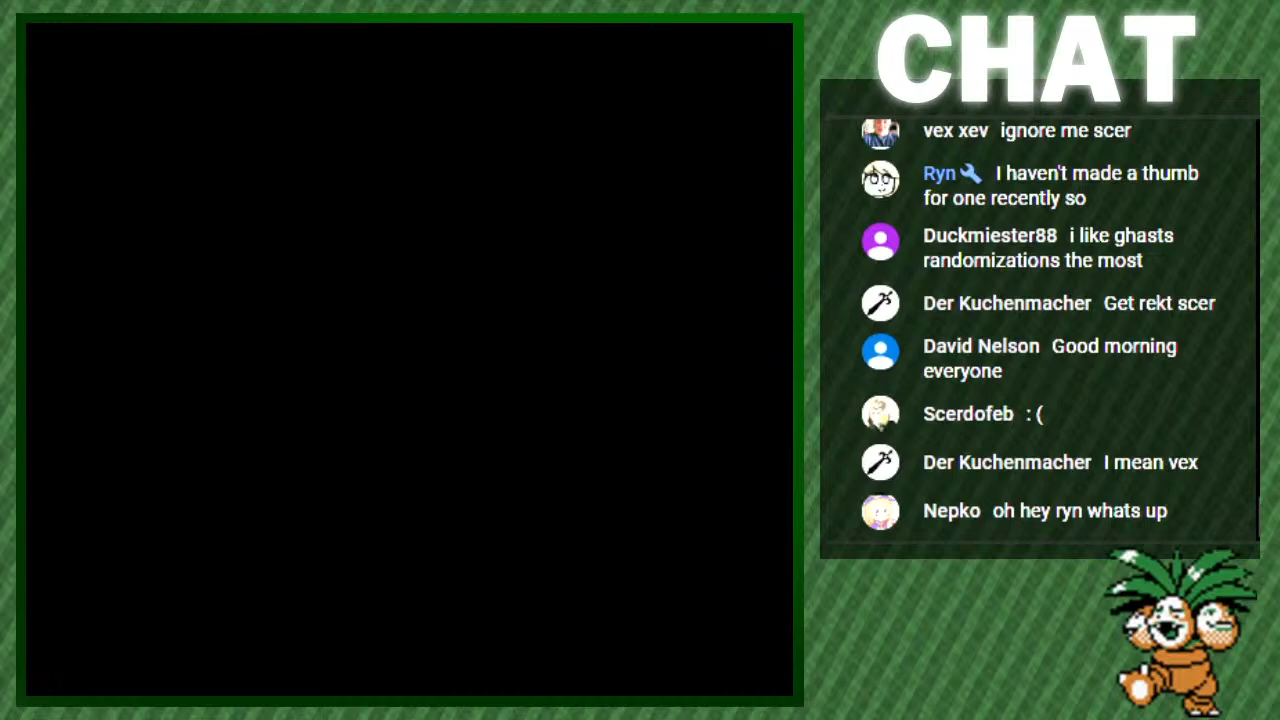 CHAT
vex xev ignore me scer
Ryn I haven't made a thumb
for one recently so
Duckmiester88 i like ghasts
randomizations the most
Der Kuchenmacher Get rekt scer
David Nelson Good morning
everyone
Scerdofeb : (
Der Kuchenmacher I mean vex
Nepko oh hey ryn whats up